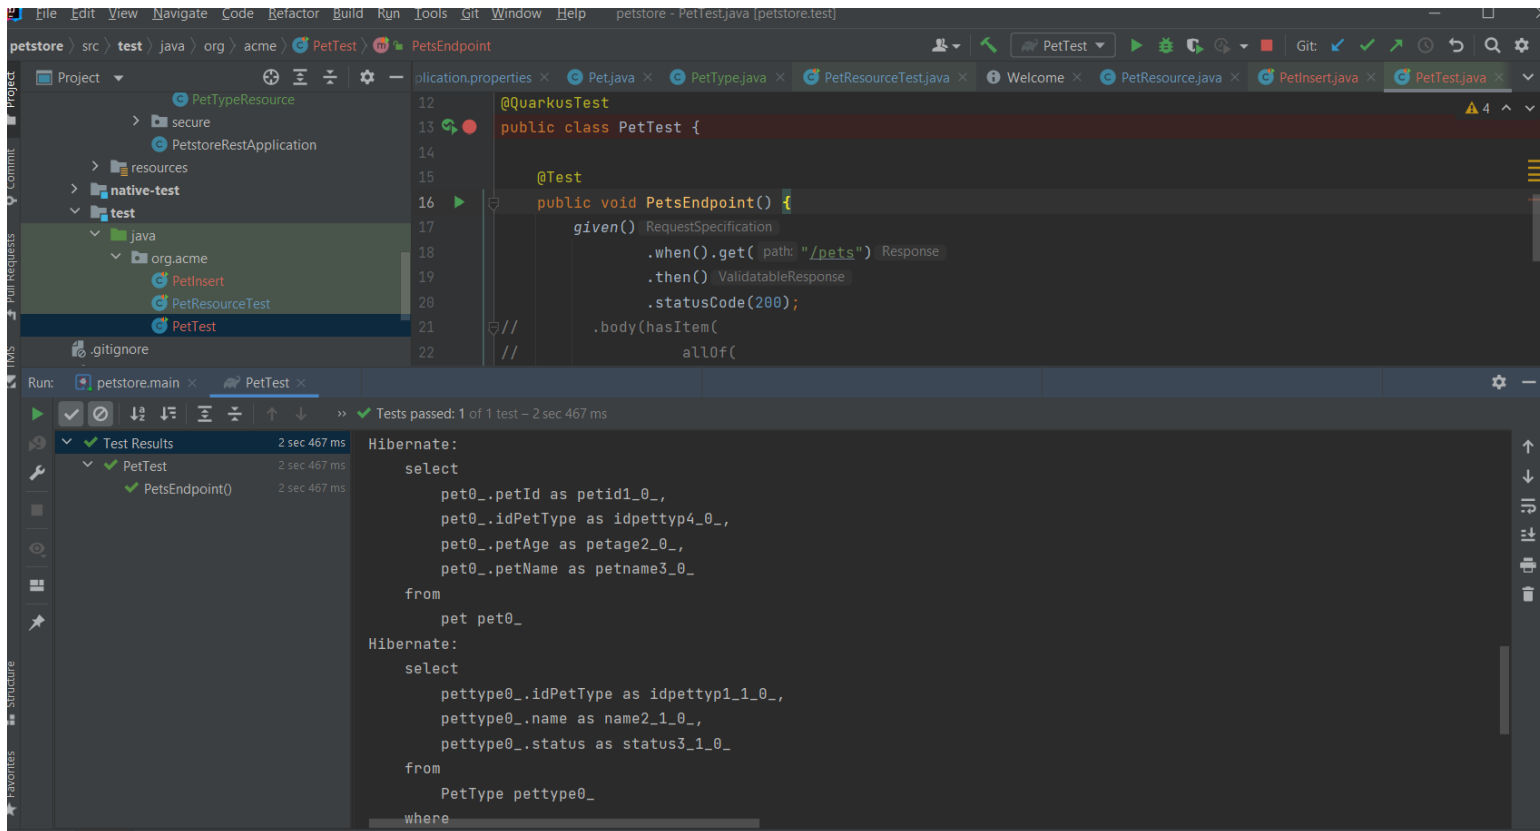 File Edit View Navigate Code Refactor Build Run Tools Git Window Help petstore - PetTest.java [petstore.test]
petstore src test java org acme PetTest PetsEndpoint PetTest Git:
Project
plication.properties Pet.java PetType.java PetResourceTest.java Welcome PetResource.java PetInsert.java PetTest.java
PetTypeResource
secure
PetstoreRestApplication
resources
native-test
test
java
org.acme
PetInsert
PetResourceTest
PetTest
.gitignore
12 @QuarkusTest
4
13 public class PetTest {
14
15 @Test
16 public void PetsEndpoint() {
17 given() RequestSpecification
18 .when().get( path: "/pets") Response
19 .then() ValidatableResponse
20 .statusCode(200);
21 // .body(hasItem(
22 // allOf(
Project
Commit
Pull Requests
TMS
Structure
Favorites
Run: petstore.main PetTest
Tests passed: 1 of 1 test – 2 sec 467 ms
Test Results 2 sec 467 ms
PetTest 2 sec 467 ms
PetsEndpoint() 2 sec 467 ms
Hibernate:
select
pet0_.petId as petid1_0_,
pet0_.idPetType as idpettyp4_0_,
pet0_.petAge as petage2_0_,
pet0_.petName as petname3_0_
from
pet pet0_
Hibernate:
select
pettype0_.idPetType as idpettyp1_1_0_,
pettype0_.name as name2_1_0_,
pettype0_.status as status3_1_0_
from
PetType pettype0_
where